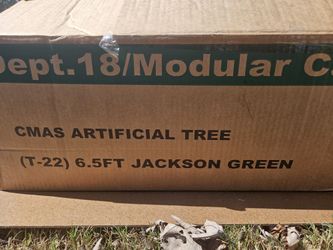 Dept.18/Modular C
CMAS ARTIFICIAL TREE
(T-22) 6.5FT JACKSON GREEN